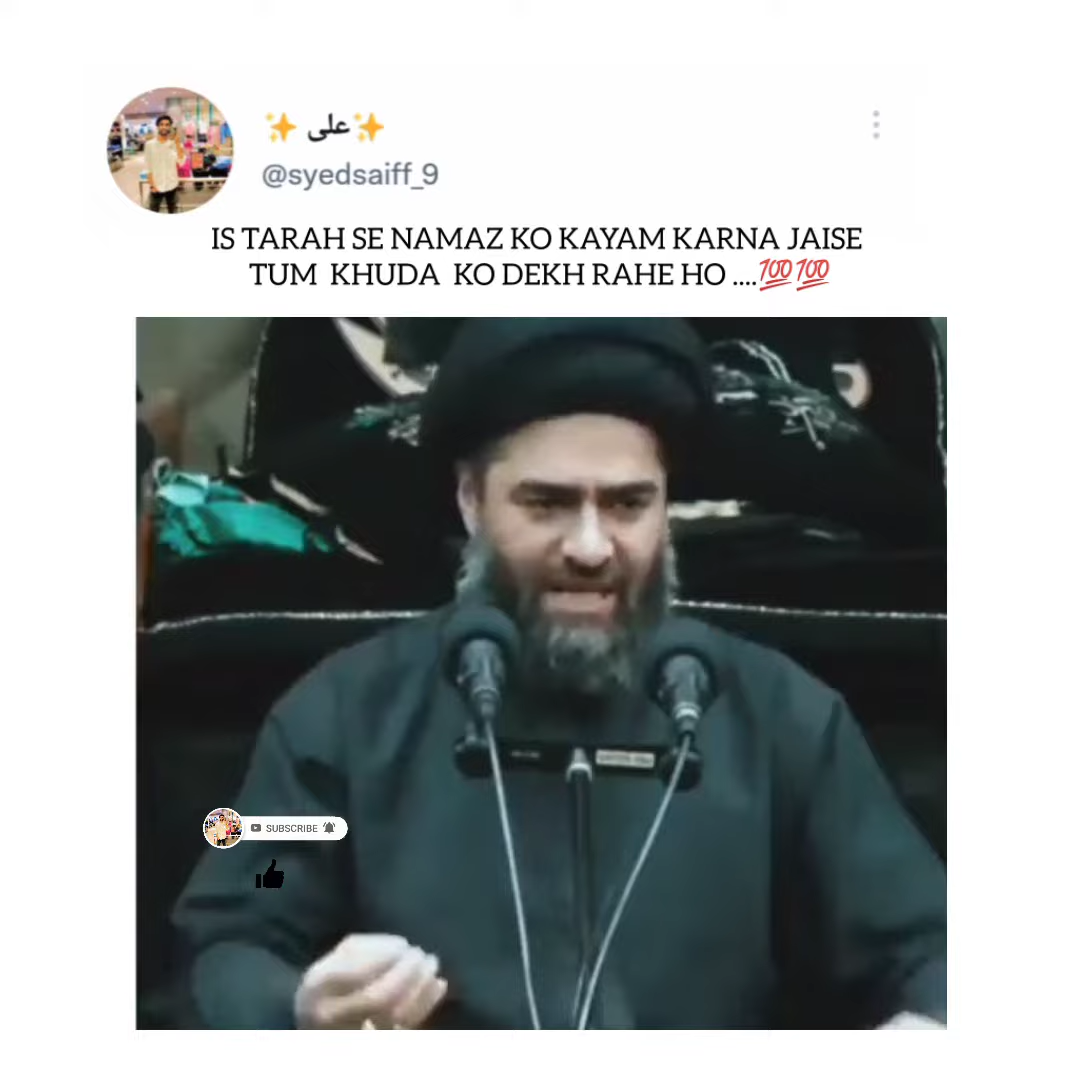 ✨علی✨
@syedsaiff_9
IS TARAH SE NAMAZ KO KAYAM KARNA JAISE
TUM KHUDA KO DEKH RAHE HO ....💯💯
SUBSCRIBE